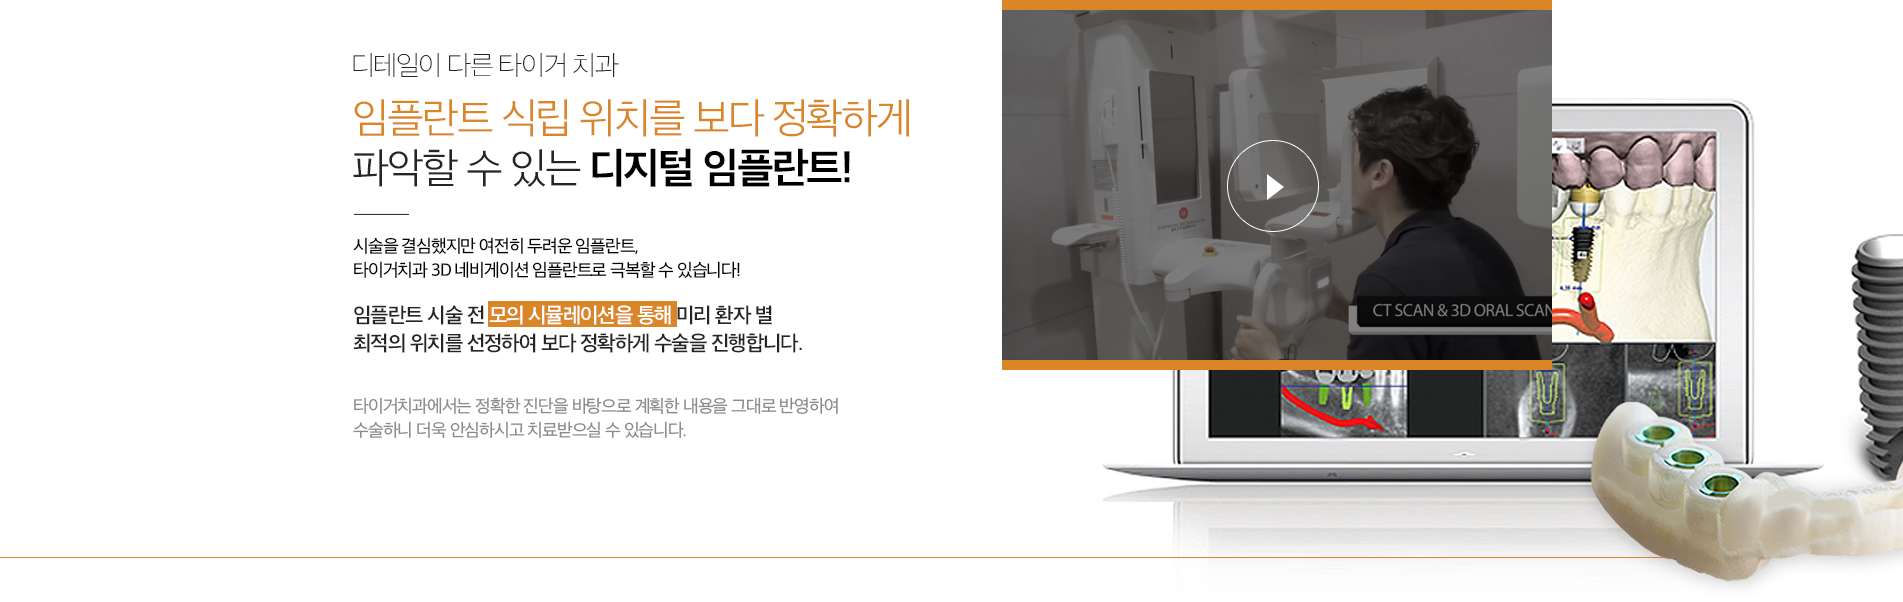 디테일이 다른 타이거 치과
임플란트 식립 위치를 보다 정확하게
파악할 수 있는 디지털 임플란트!
시술을 결심했지만 여전히 두려운 임플란트,
타이거치과 3D 네비게이션 임플란트로 극복할 수 있습니다!
임플란트 시술 전 모의 시뮬레이션을 통해 미리 환자 별
최적의 위치를 선정하여 보다 정확하게 수술을 진행합니다.
타이거치과에서는 정확한 진단을 바탕으로 계획한 내용을 그대로 반영하여
수술하니 더욱 안심하시고 치료받으실 수 있습니다.
CT SCAN & 3D ORAL SCAN